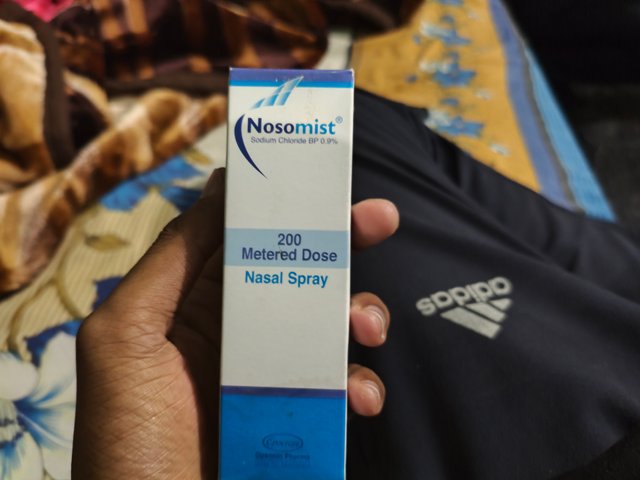 Nosomist®
Sodium Chloride BP 0.9%
200
Metered Dose
Nasal Spray
adidas